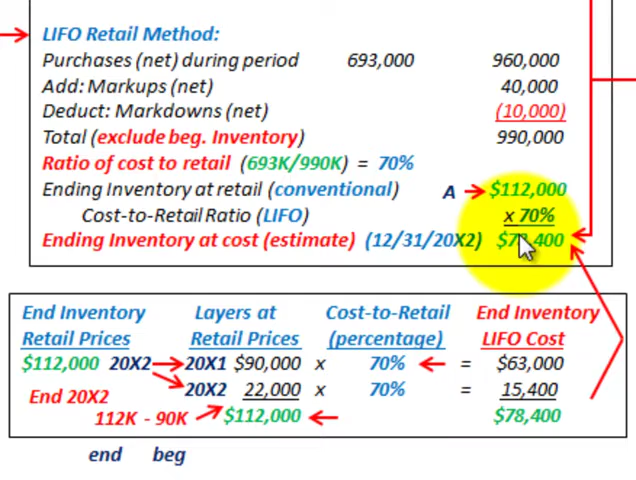 LIFO Retail Method:
Purchases (net) during period 693,000 960,000
Add: Markups (net) 40,000
Deduct: Markdowns (net) (10,000)
Total (exclude beg. Inventory) 990,000
Ratio of cost to retail (693K/990K) = 70%
Ending Inventory at retail (conventional) A $112,000
Cost-to-Retail Ratio (LIFO) x 70%
Ending Inventory at cost (estimate) (12/31/20X2) $78,400
End Inventory Layers at Cost-to-Retail End Inventory
Retail Prices Retail Prices (percentage) LIFO Cost
$112,000 20X2 20X1 $90,000 x 70% = $63,000
End 20X2 20X2 22,000 x 70% = 15,400
112K - 90K $112,000 $78,400
end beg